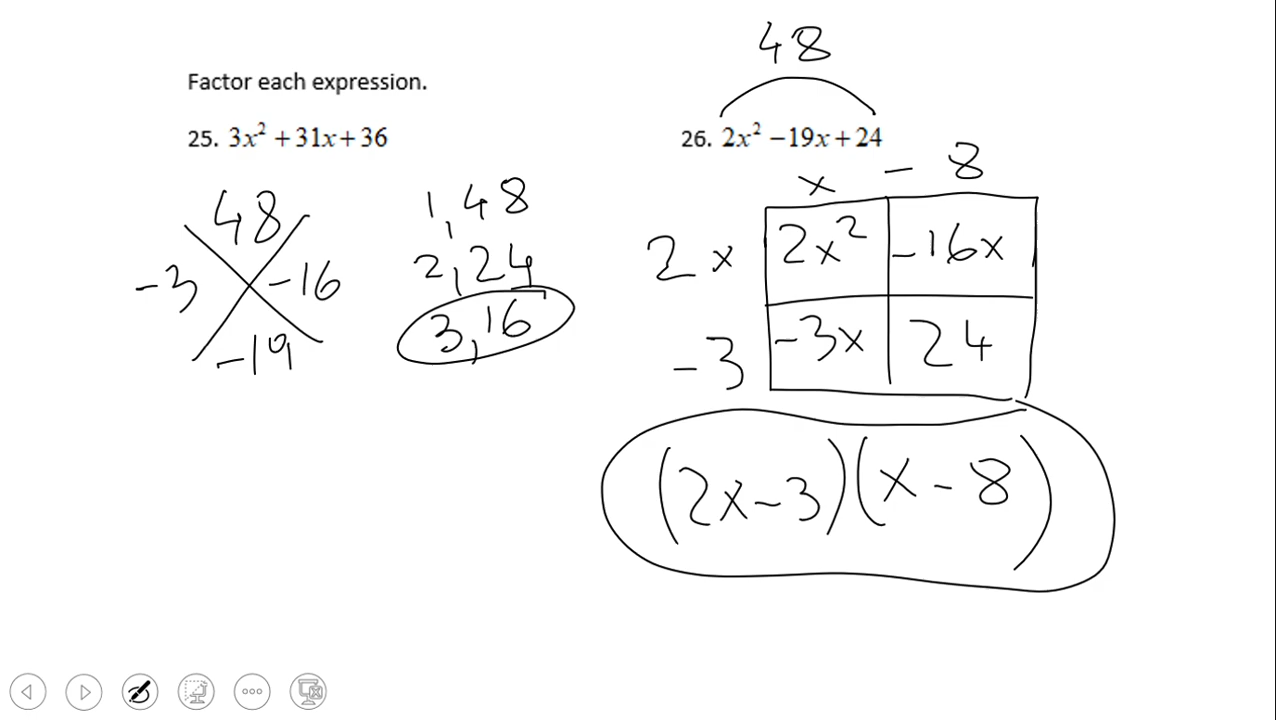 48
Factor each expression.
25. 3x² + 31x + 36
26. 2x² − 19x + 24
x − 8
48
1, 48
2x
2x²
-16x
-3
-16
2, 24
-19
3, 16
-3
-3x
24
(2x - 3)(x - 8)